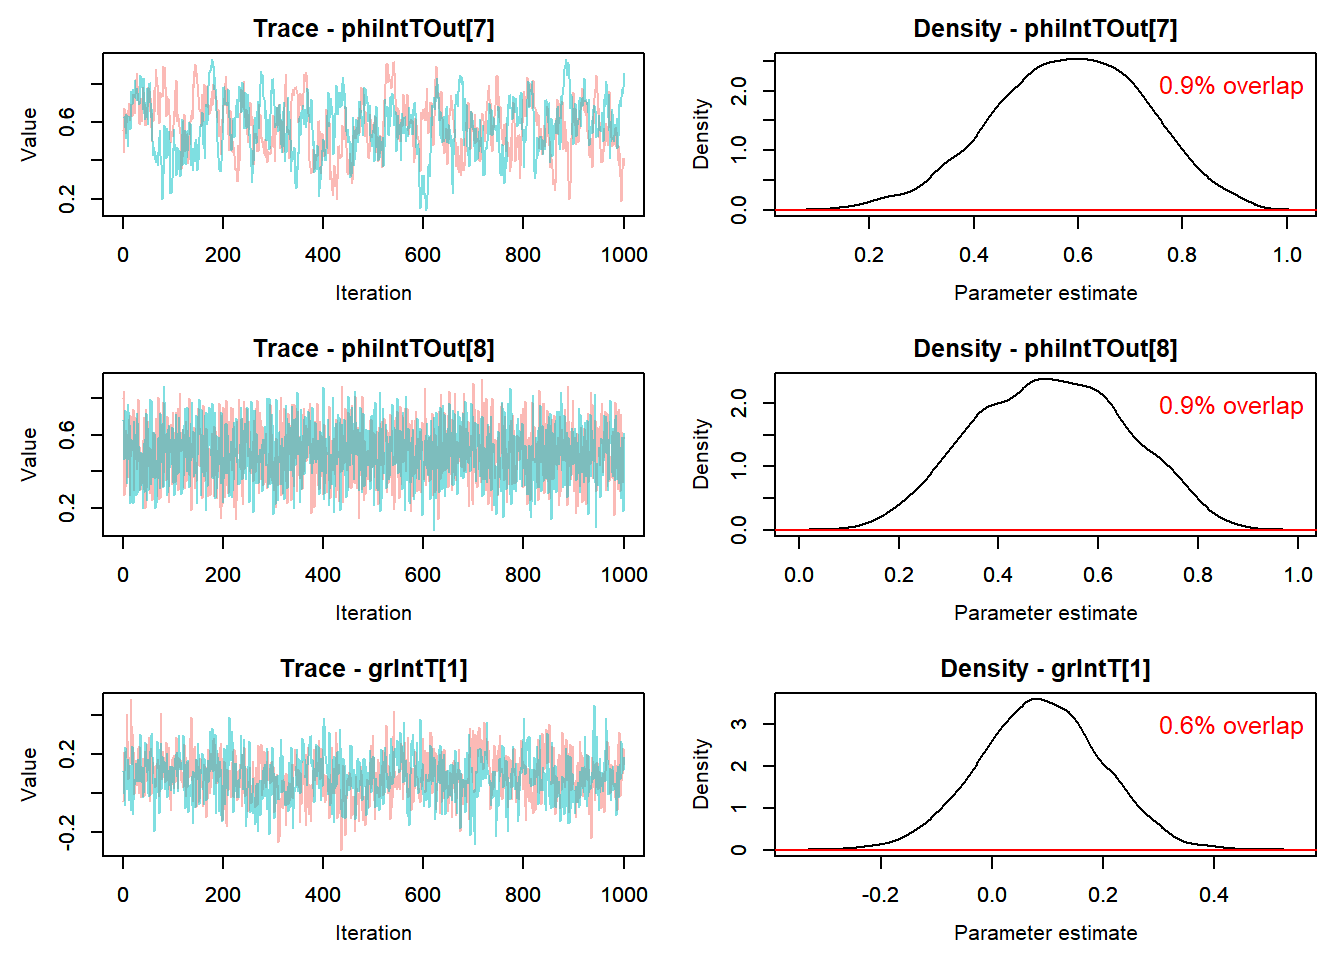 Trace - phiIntTOut[7]
Value
0.2
0.6
0
200
400
600
800
1000
Iteration
Density - phiIntTOut[7]
0.9% overlap
Density
0.0
1.0
2.0
0.2
0.4
0.6
0.8
1.0
Parameter estimate
Trace - phiIntTOut[8]
Value
0.2
0.6
0
200
400
600
800
1000
Iteration
Density - phiIntTOut[8]
0.9% overlap
Density
0.0
1.0
2.0
0.0
0.2
0.4
0.6
0.8
1.0
Parameter estimate
Trace - grIntT[1]
Value
-0.2
0.2
0
200
400
600
800
1000
Iteration
Density - grIntT[1]
0.6% overlap
Density
0
1
2
3
-0.2
0.0
0.2
0.4
Parameter estimate